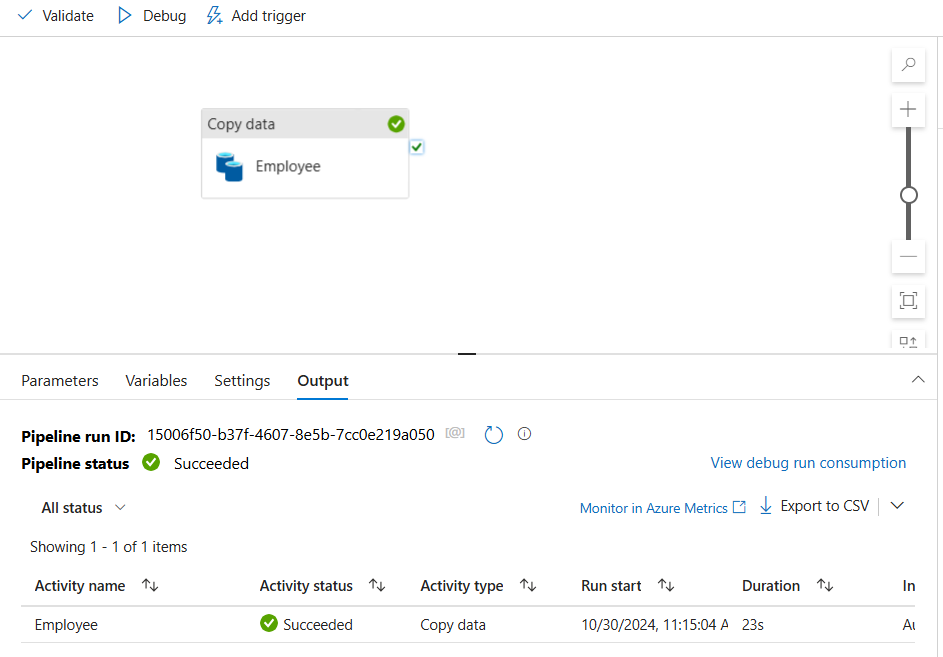 Validate Debug Add trigger
Copy data
Employee
Parameters Variables Settings Output
Pipeline run ID: 15006f50-b37f-4607-8e5b-7cc0e219a050 [@]
Pipeline status Succeeded
View debug run consumption
All status
Monitor in Azure Metrics Export to CSV
Showing 1 - 1 of 1 items
Activity name Activity status Activity type Run start Duration In
Employee Succeeded Copy data 10/30/2024, 11:15:04 A 23s Au